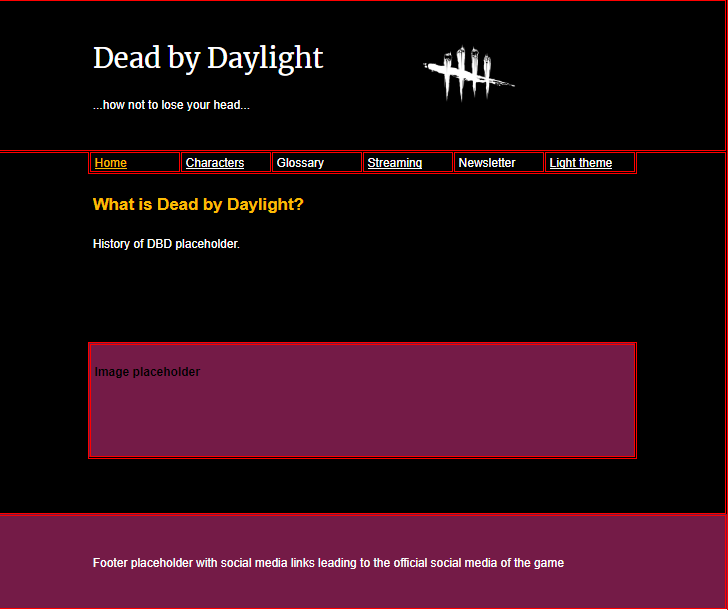 Dead by Daylight
...how not to lose your head...
Home Characters Glossary Streaming Newsletter Light theme
What is Dead by Daylight?
History of DBD placeholder.
Image placeholder
Footer placeholder with social media links leading to the official social media of the game